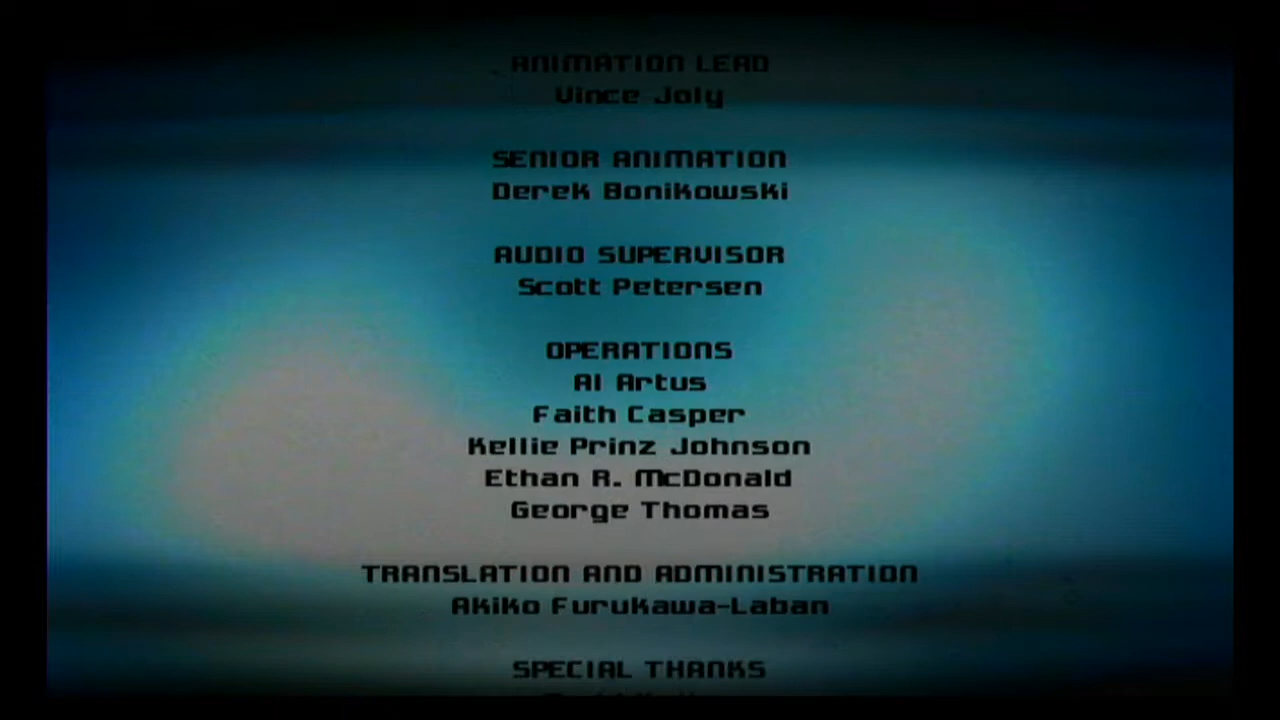 ANIMATION LEAD
Vince Joly
SENIOR ANIMATION
Derek Bonikowski
AUDIO SUPERVISOR
Scott Petersen
OPERATIONS
Al Artus
Faith Casper
Kellie Prinz Johnson
Ethan R. McDonald
George Thomas
TRANSLATION AND ADMINISTRATION
Akiko Furukawa-Laban
SPECIAL THANKS